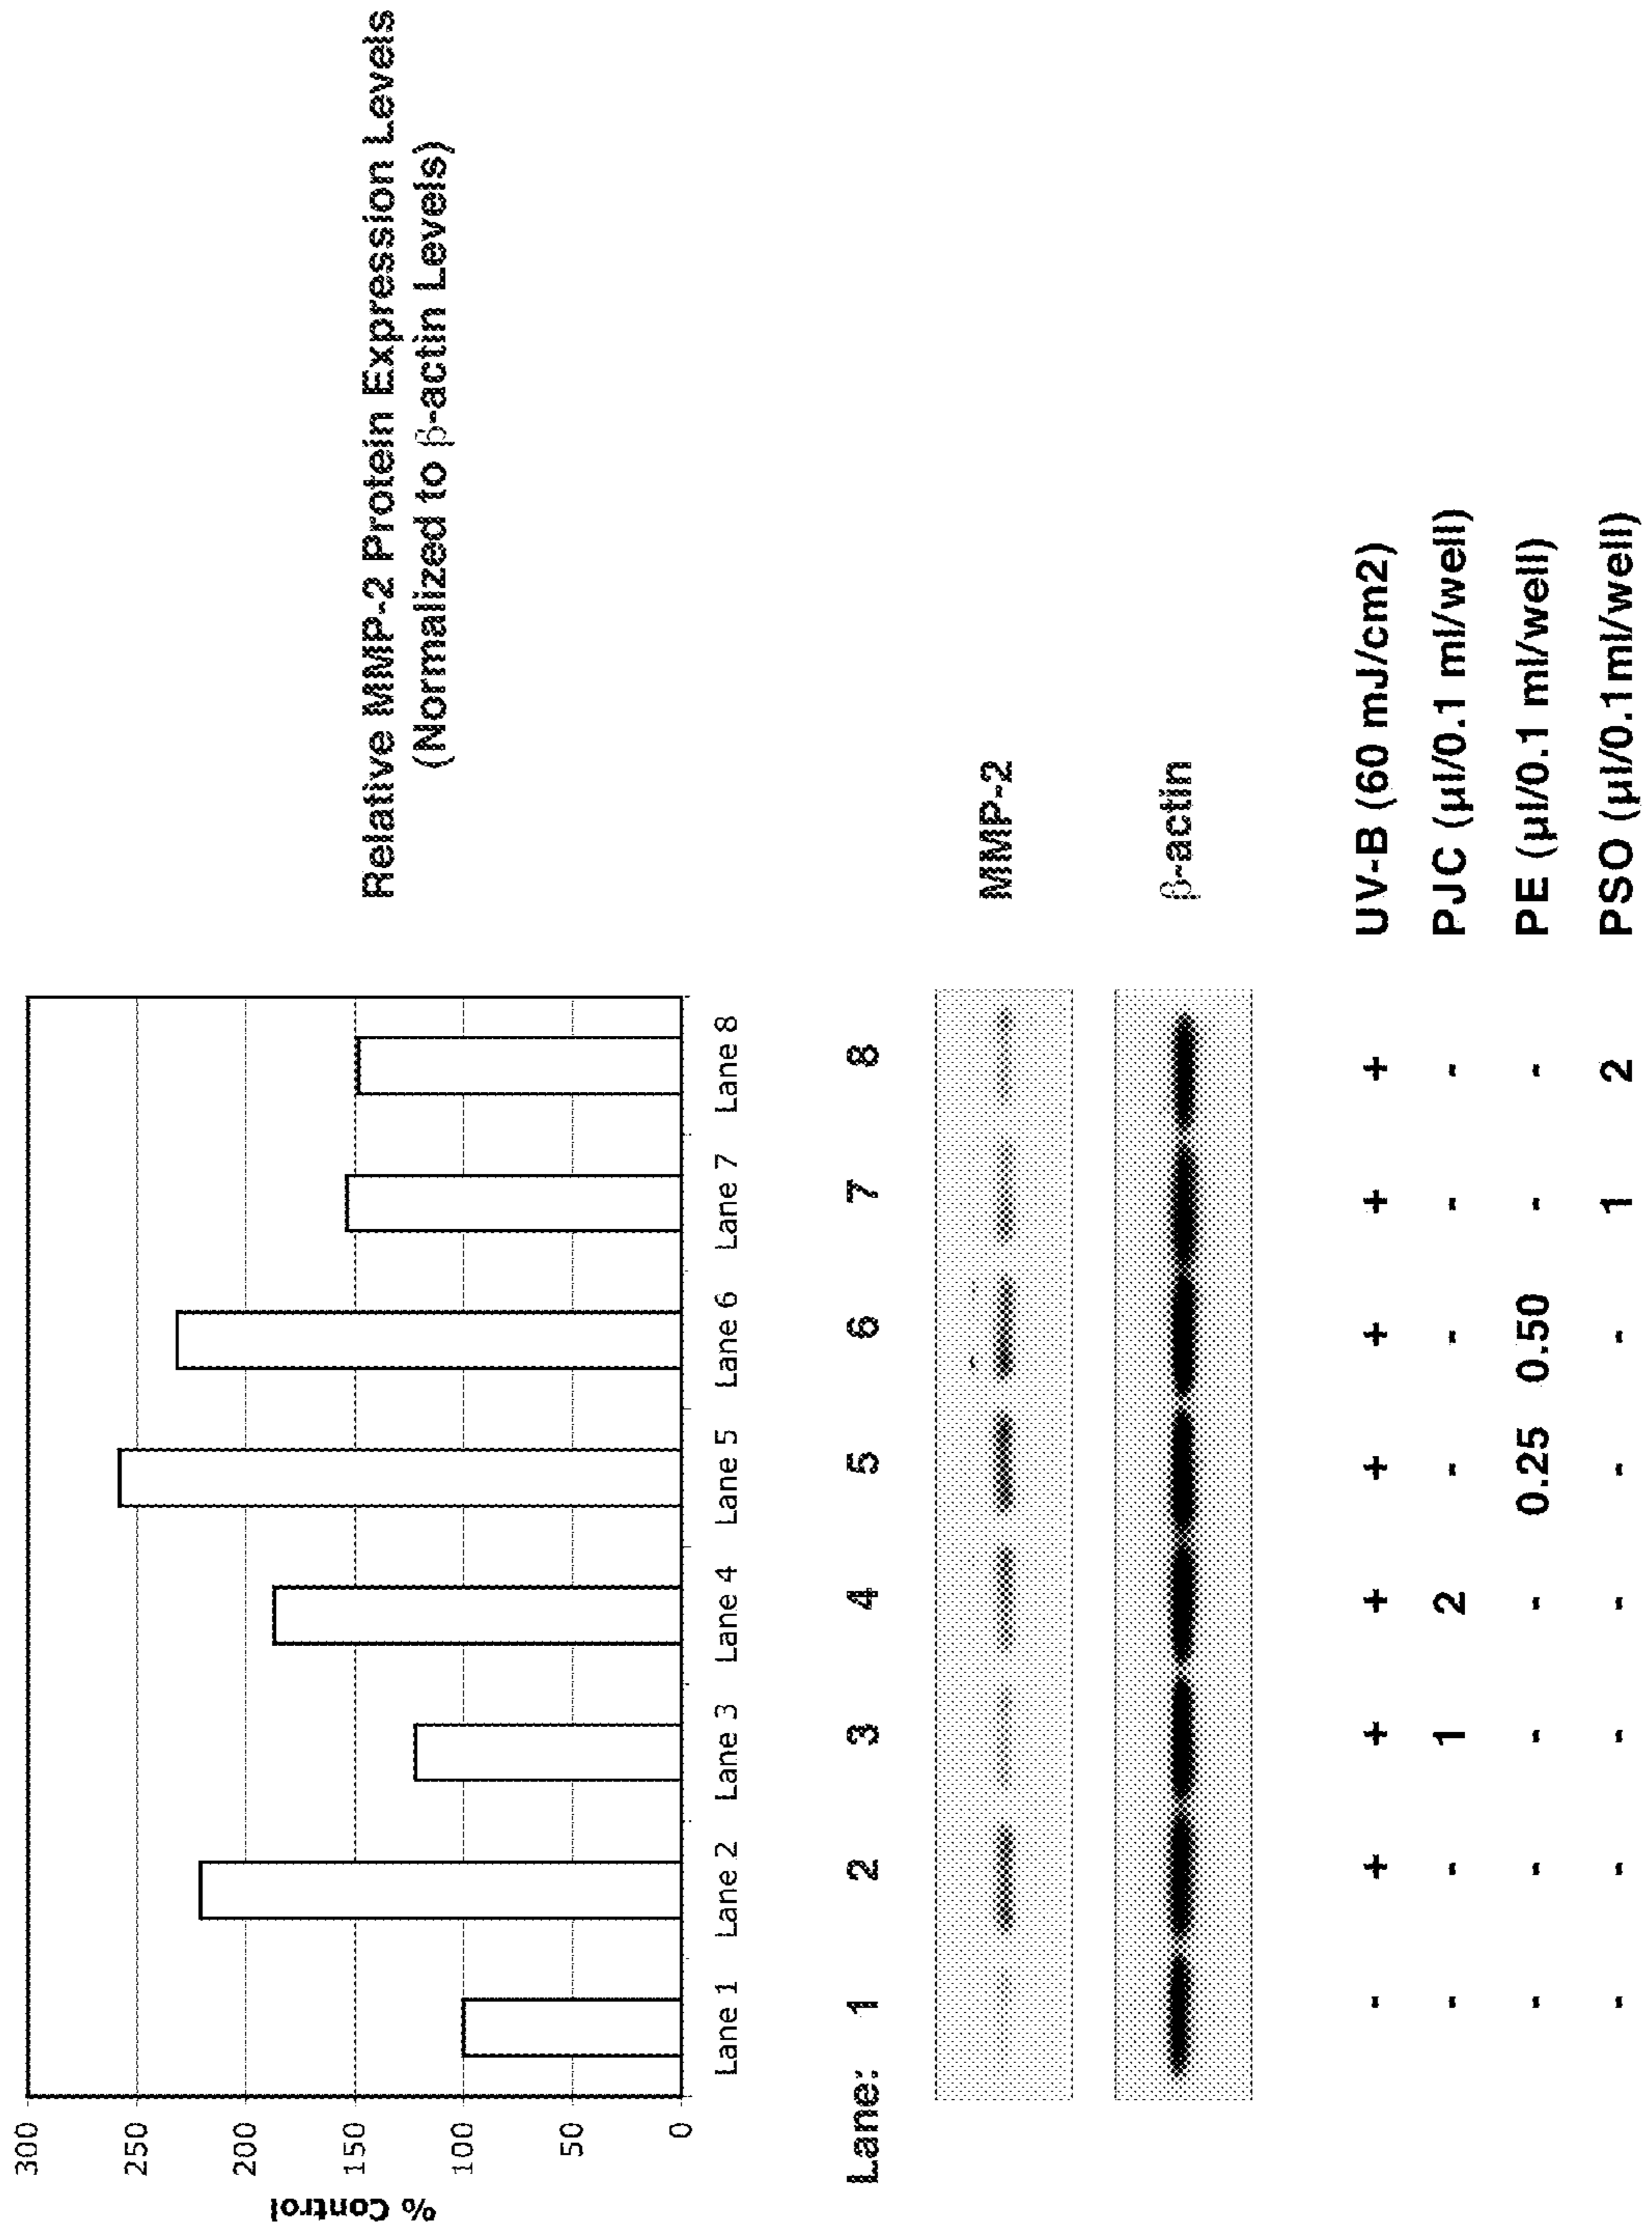 300
250
200
150
100
50
0
% Control
Lane 1 Lane 2 Lane 3 Lane 4 Lane 5 Lane 6 Lane 7 Lane 8
Relative MMP-2 Protein Expression Levels
(Normalized to β-actin Levels)
Lane: 1 2 3 4 5 6 7 8
MMP-2
β-actin
- + + + + + + + UV-B (60 mJ/cm2)
- - 1 2 - - - - PJC (µl/0.1 ml/well)
- - - - 0.25 0.50 - - PE (µl/0.1 ml/well)
- - - - - - 1 2 PSO (µl/0.1ml/well)